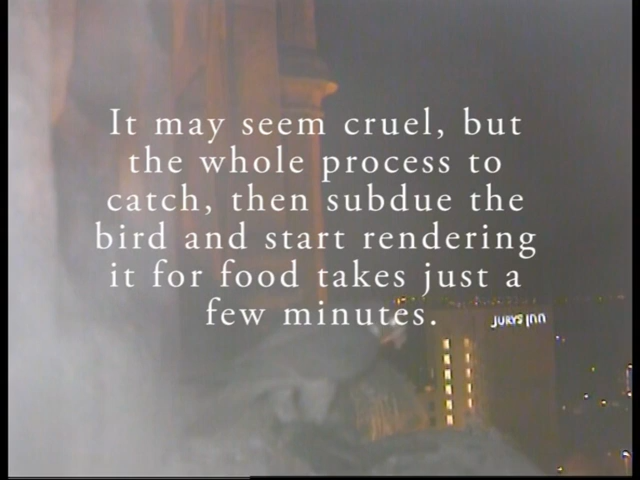 It may seem cruel, but
the whole process to
catch, then subdue the
bird and start rendering
it for food takes just a
few minutes.
JURYS Inn